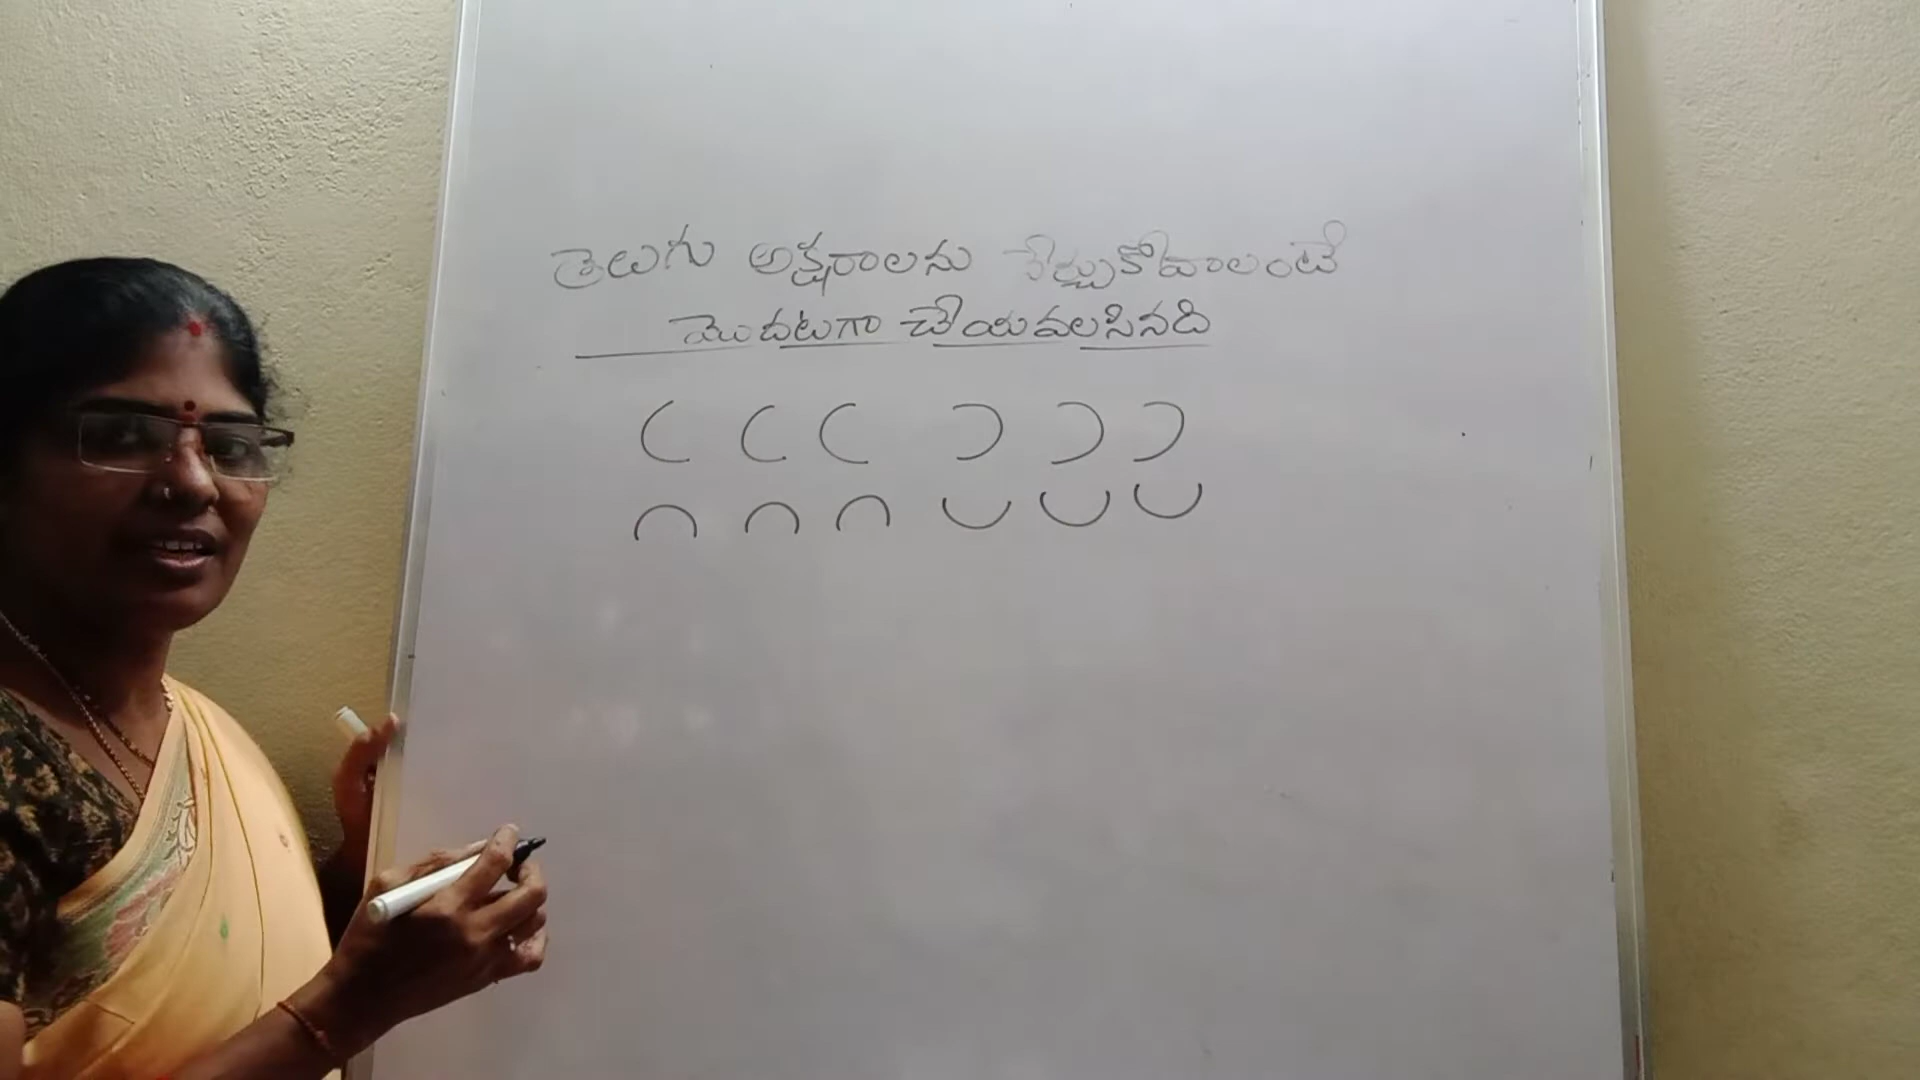 తెలుగు అక్షరాలను నేర్చుకోవాలంటే
మొదటగా చేయవలసినది